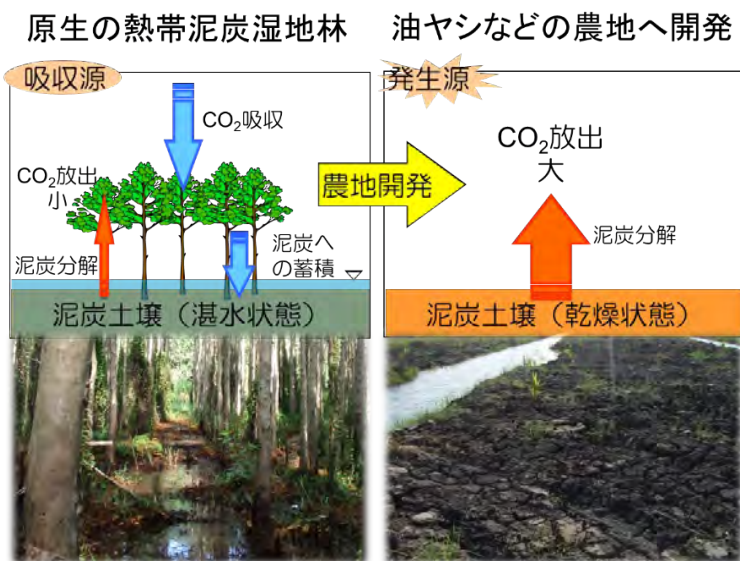 原生の熱帯泥炭湿地林
油ヤシなどの農地へ開発
吸収源
CO₂吸収
CO₂放出
小
泥炭分解
泥炭へ
の蓄積
泥炭土壌（湛水状態）
農地開発
発生源
CO₂放出
大
泥炭分解
泥炭土壌（乾燥状態）